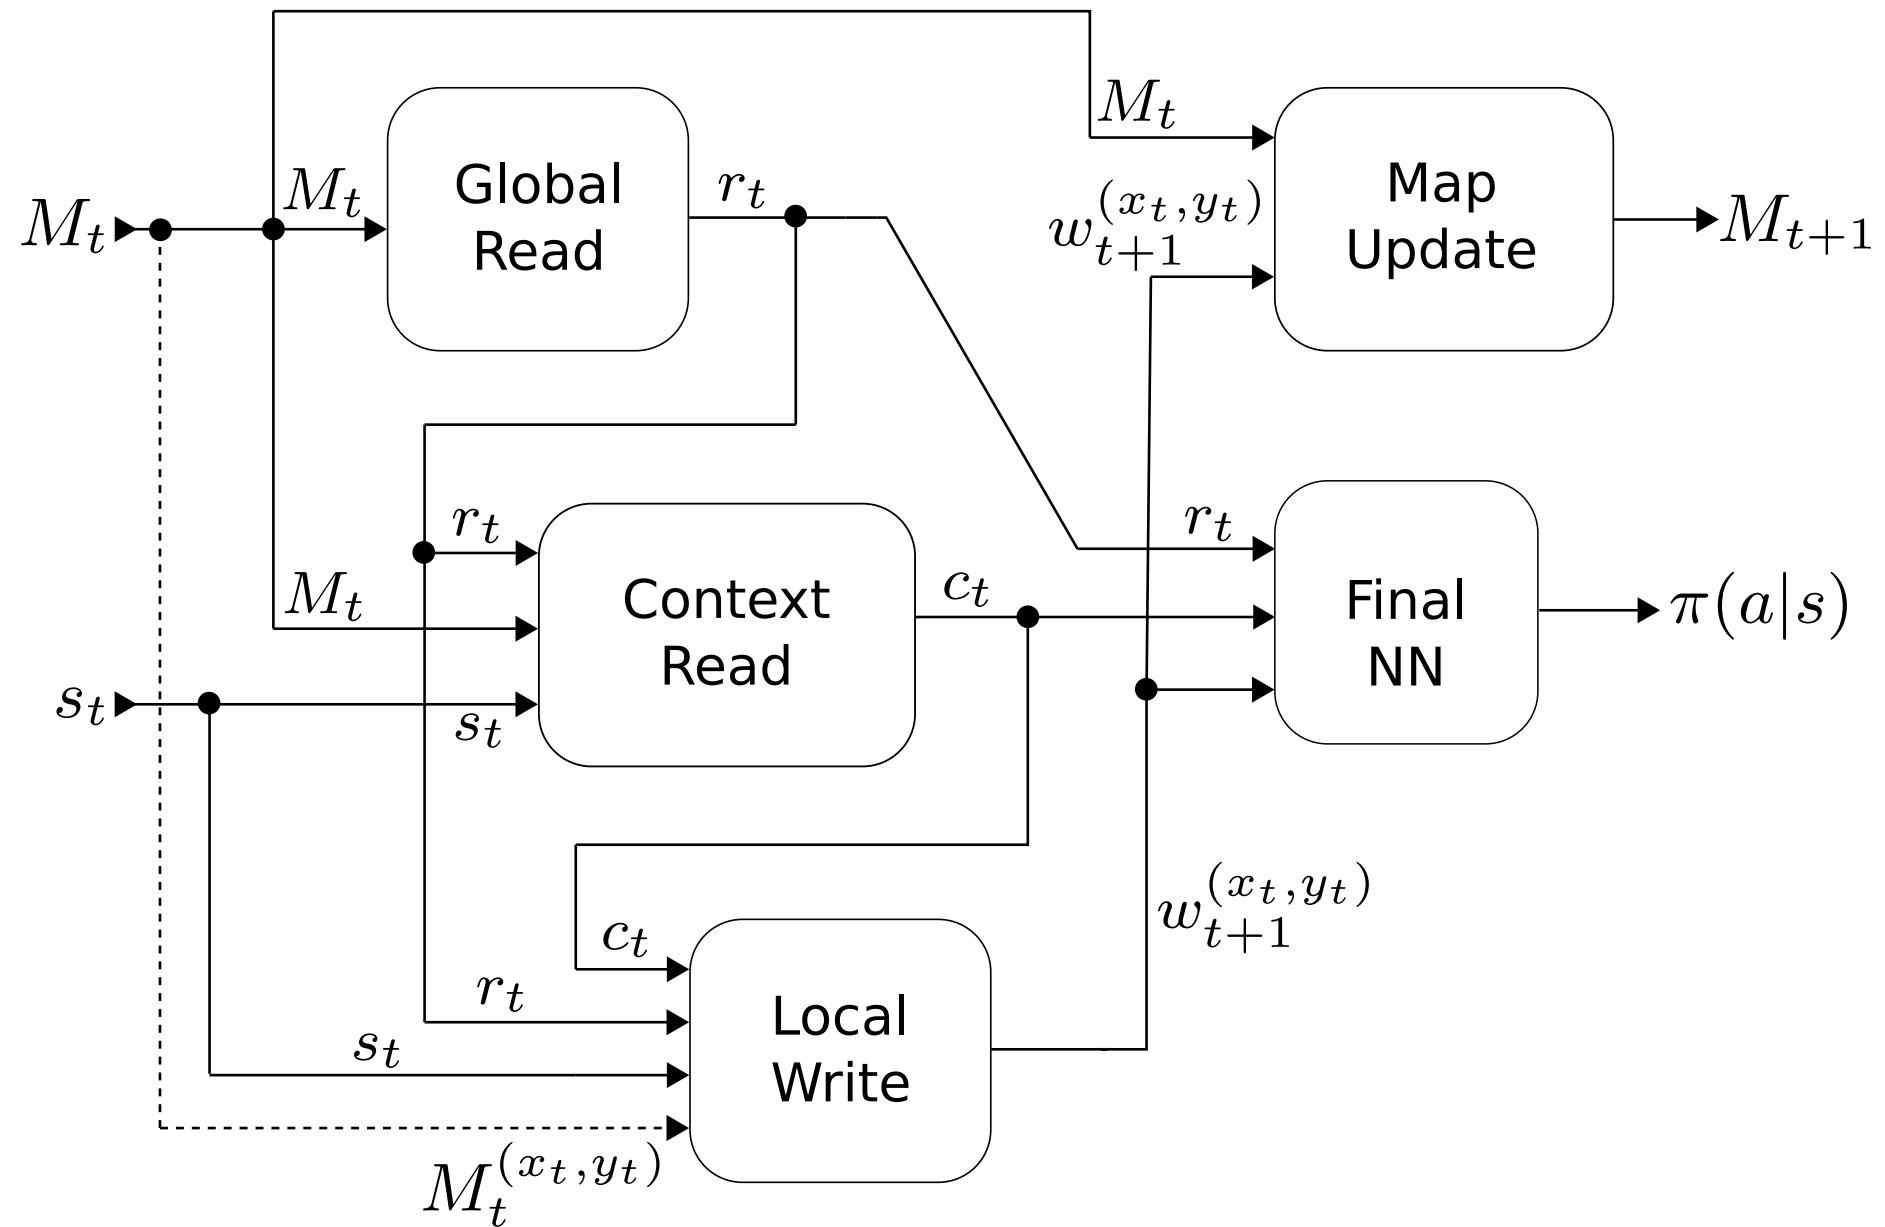 M_t
M_t
Global
Read
r_t
M_t
w_{t+1}^{(x_t,y_t)}
Map
Update
M_{t+1}
r_t
M_t
s_t
s_t
Context
Read
c_t
r_t
Final
NN
π(a|s)
w_{t+1}^{(x_t,y_t)}
c_t
r_t
s_t
M_t^{(x_t,y_t)}
Local
Write